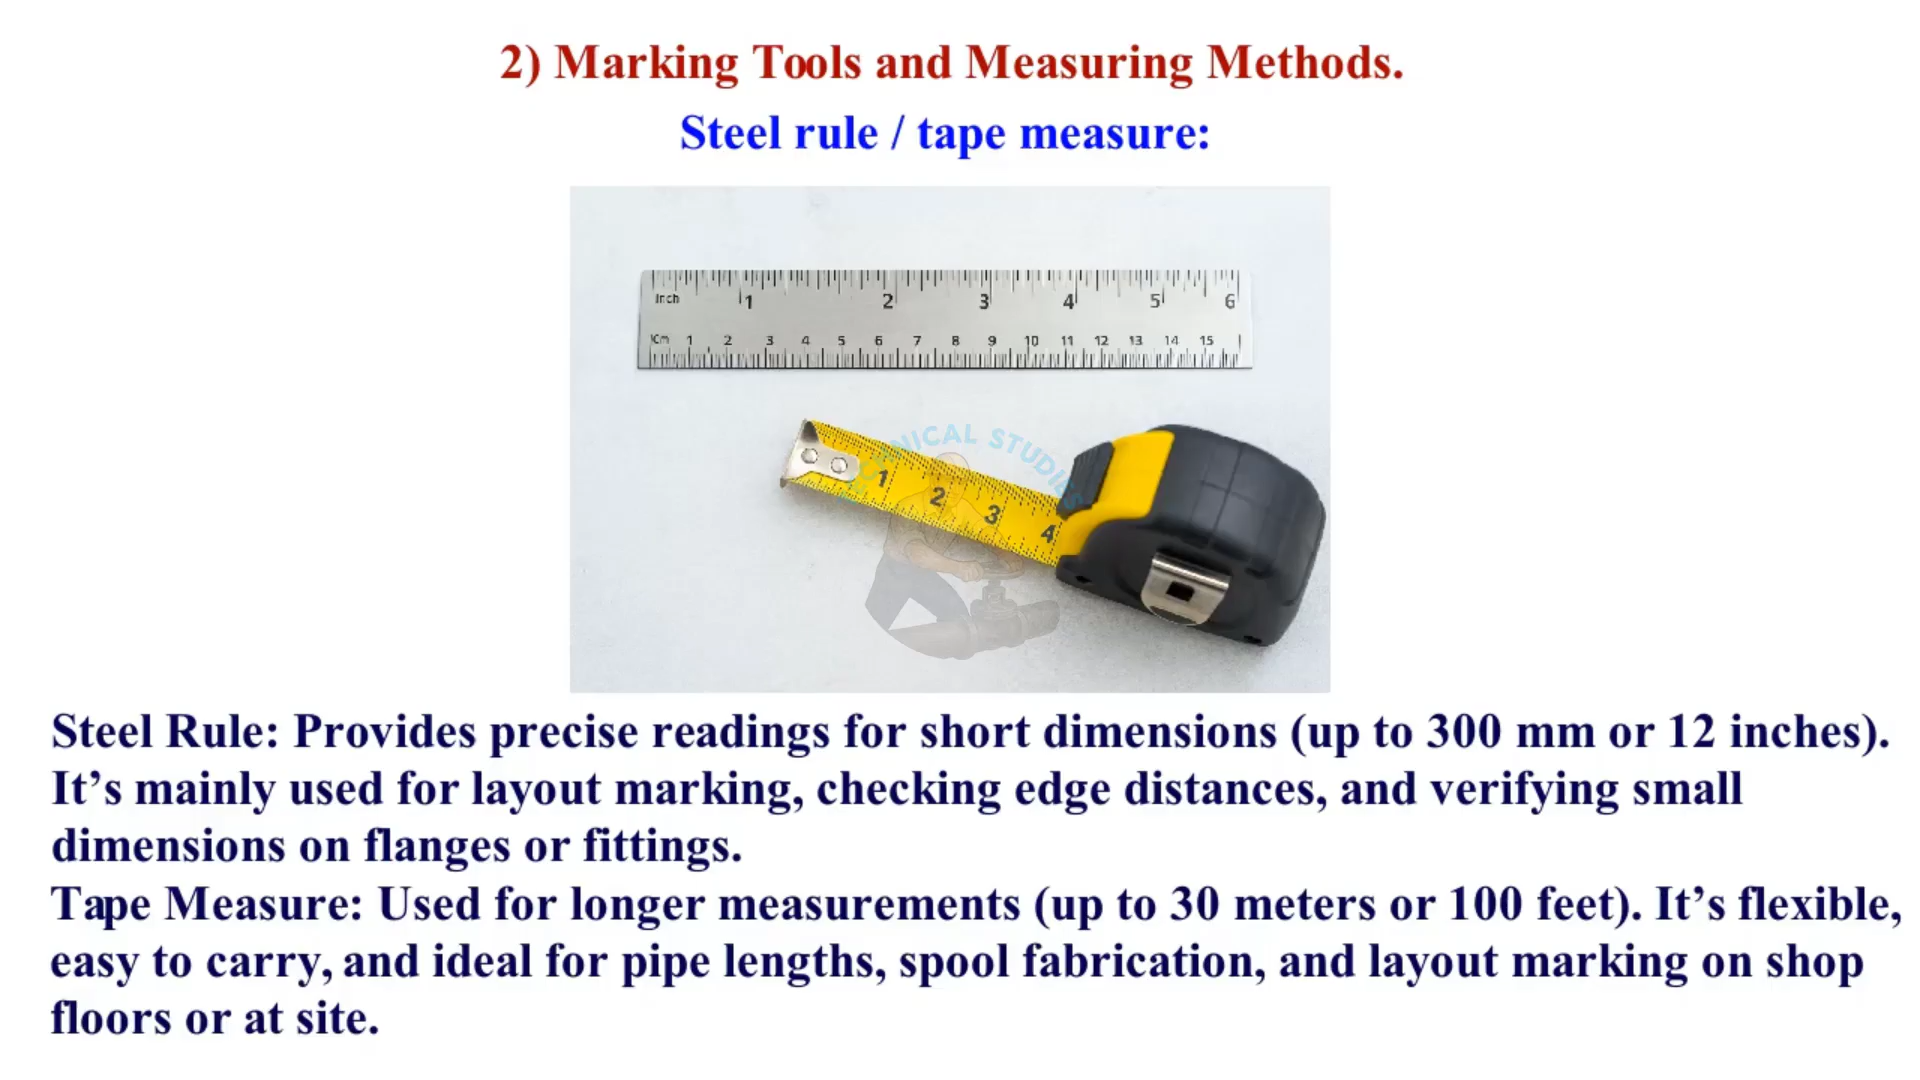 2) Marking Tools and Measuring Methods.
Steel rule / tape measure:
Inch 1 2 3 4 5 6
Cm 1 2 3 4 5 6 7 8 9 10 11 12 13 14 15
STUDIES
1 2 3 4
Steel Rule: Provides precise readings for short dimensions (up to 300 mm or 12 inches).
It’s mainly used for layout marking, checking edge distances, and verifying small
dimensions on flanges or fittings.
Tape Measure: Used for longer measurements (up to 30 meters or 100 feet). It’s flexible,
easy to carry, and ideal for pipe lengths, spool fabrication, and layout marking on shop
floors or at site.